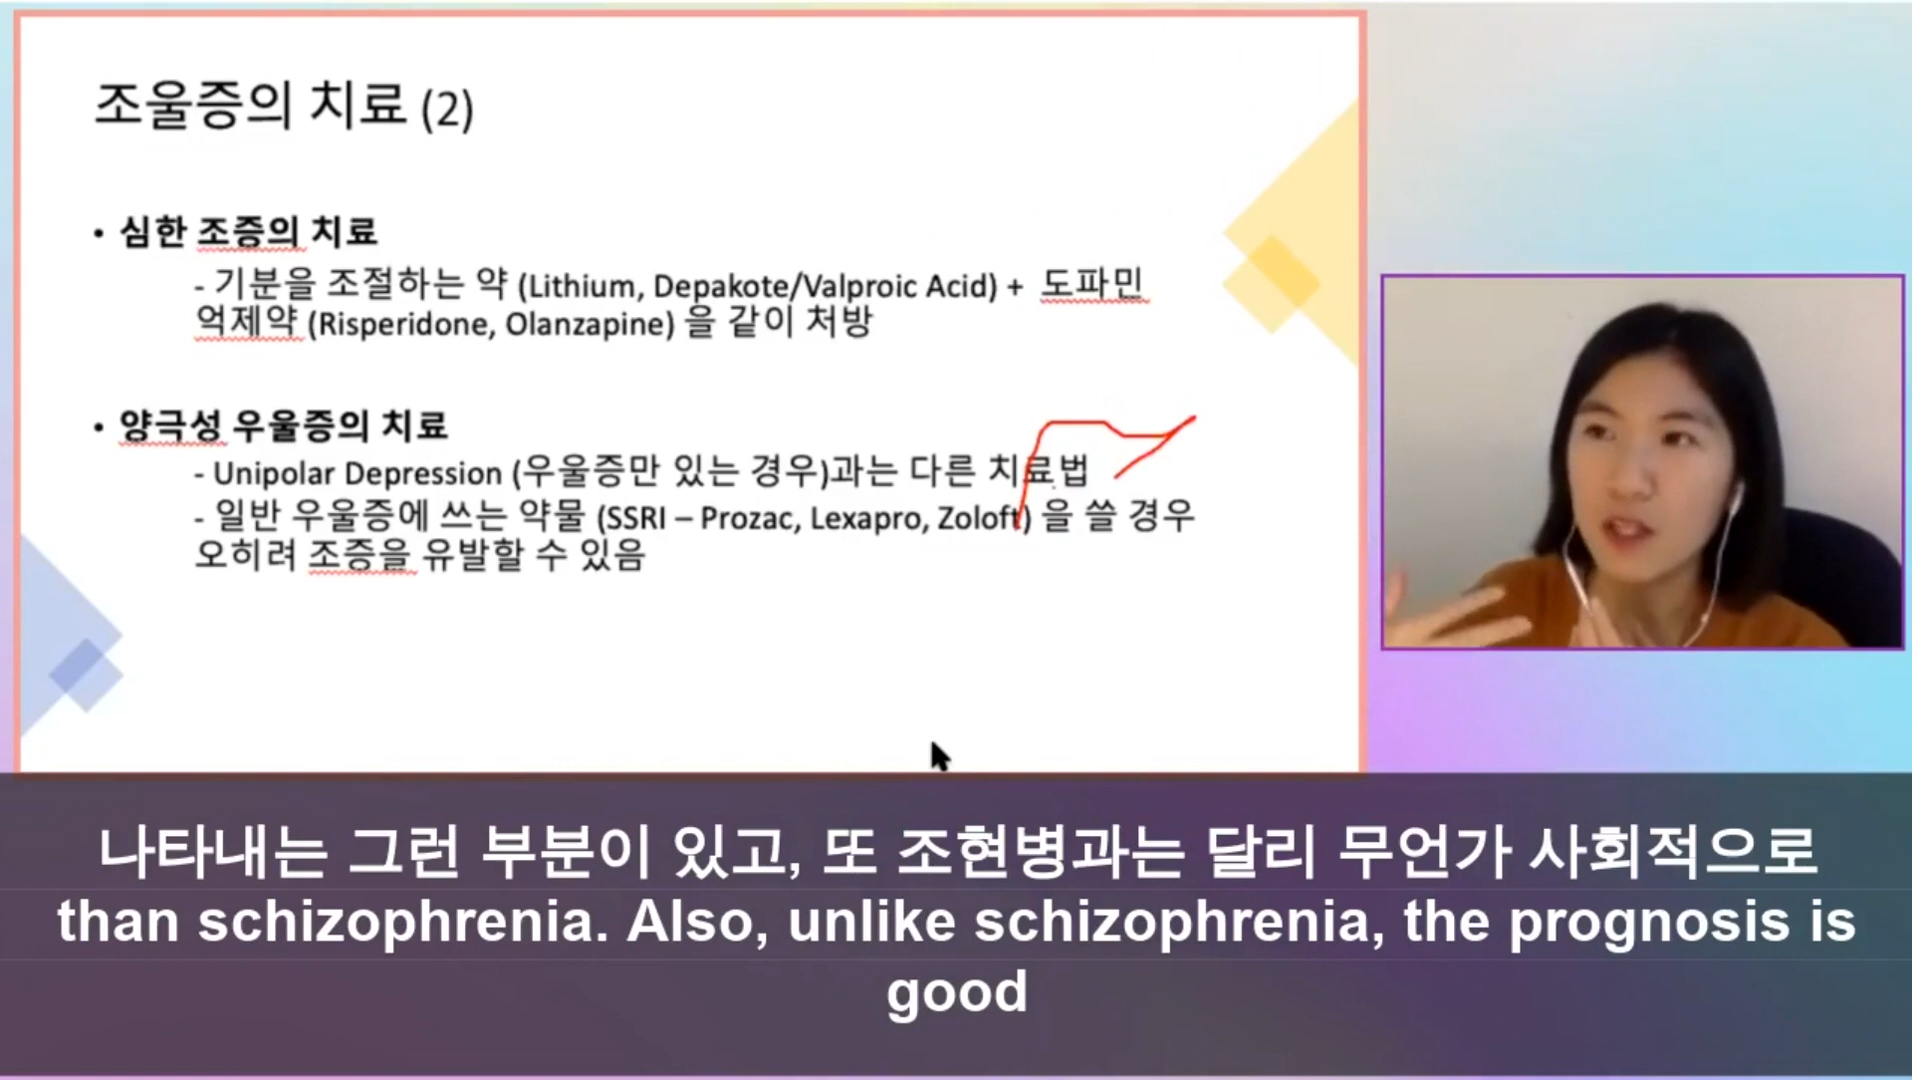 조울증의 치료 (2)
• 심한 조증의 치료
- 기분을 조절하는 약 (Lithium, Depakote/Valproic Acid) + 도파민
억제약 (Risperidone, Olanzapine) 을 같이 처방
• 양극성 우울증의 치료
- Unipolar Depression (우울증만 있는 경우)과는 다른 치료법
- 일반 우울증에 쓰는 약물 (SSRI – Prozac, Lexapro, Zoloft) 을 쓸 경우
오히려 조증을 유발할 수 있음
나타내는 그런 부분이 있고, 또 조현병과는 달리 무언가 사회적으로
than schizophrenia. Also, unlike schizophrenia, the prognosis is
good